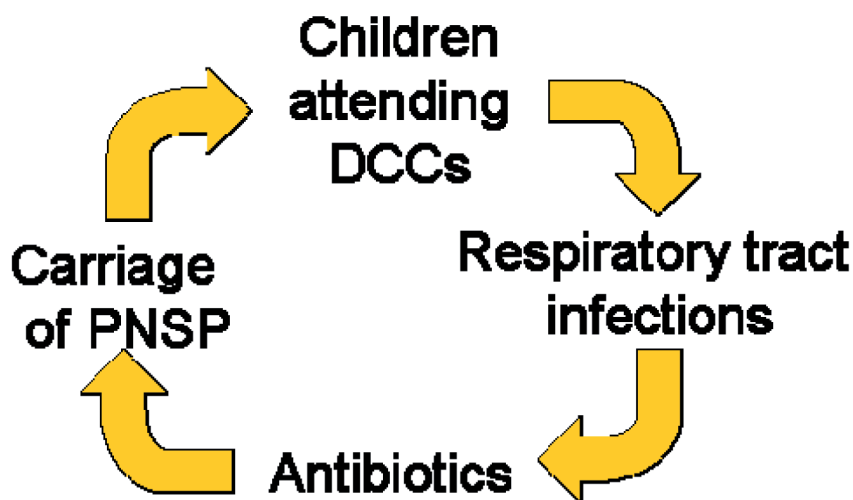 Children
attending
DCCs
Respiratory tract
infections
Antibiotics
Carriage
of PNSP